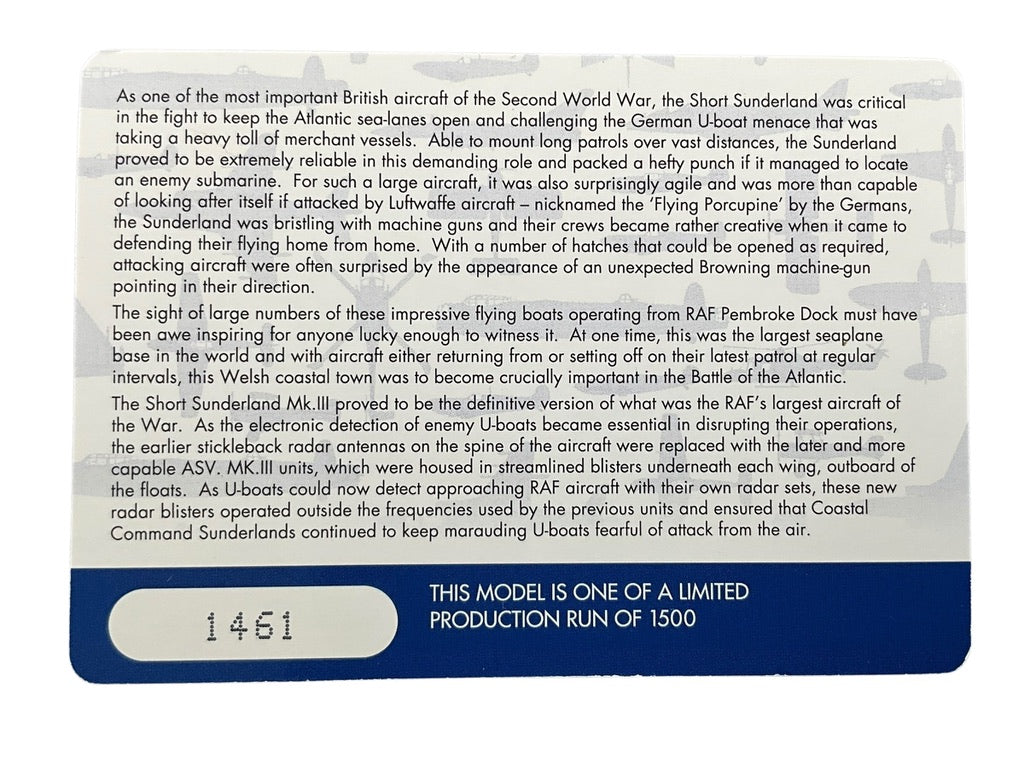 As one of the most important British aircraft of the Second World War, the Short Sunderland was critical
in the fight to keep the Atlantic sea-lanes open and challenging the German U-boat menace that was
taking a heavy toll of merchant vessels.  Able to mount long patrols over vast distances, the Sunderland
proved to be extremely reliable in this demanding role and packed a hefty punch if it managed to locate
an enemy submarine.  For such a large aircraft, it was also surprisingly agile and was more than capable
of looking after itself if attacked by Luftwaffe aircraft – nicknamed the ‘Flying Porcupine’ by the Germans,
the Sunderland was bristling with machine guns and their crews became rather creative when it came to
defending their flying home from home.  With a number of hatches that could be opened as required,
attacking aircraft were often surprised by the appearance of an unexpected Browning machine-gun
pointing in their direction.
The sight of large numbers of these impressive flying boats operating from RAF Pembroke Dock must have
been awe inspiring for anyone lucky enough to witness it.  At one time, this was the largest seaplane
base in the world and with aircraft either returning from or setting off on their latest patrol at regular
intervals, this Welsh coastal town was to become crucially important in the Battle of the Atlantic.
The Short Sunderland Mk.III proved to be the definitive version of what was the RAF’s largest aircraft of
the War.  As the electronic detection of enemy U-boats became essential in disrupting their operations,
the earlier stickleback radar antennas on the spine of the aircraft were replaced with the later and more
capable ASV. MK.III units, which were housed in streamlined blisters underneath each wing, outboard of
the floats.  As U-boats could now detect approaching RAF aircraft with their own radar sets, these new
radar blisters operated outside the frequencies used by the previous units and ensured that Coastal
Command Sunderlands continued to keep marauding U-boats fearful of attack from the air.
1461
THIS MODEL IS ONE OF A LIMITED
PRODUCTION RUN OF 1500